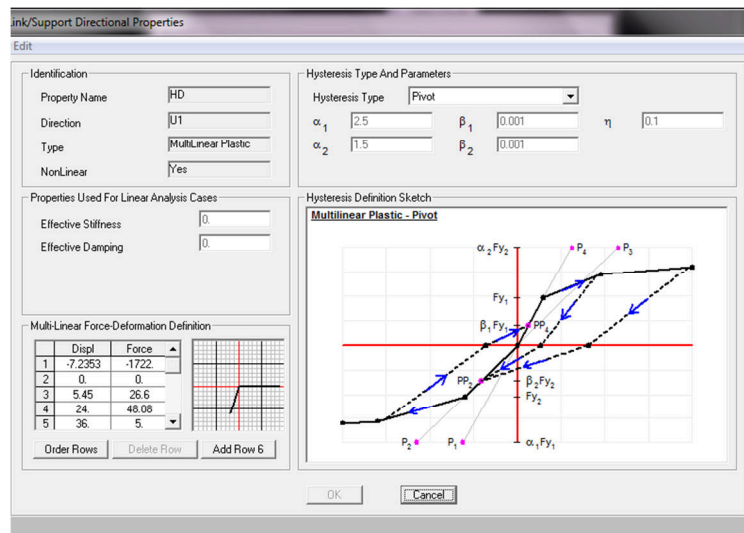 Link/Support Directional Properties
Edit
Identification
Property Name HD
Direction U1
Type MultiLinear Plastic
NonLinear Yes
Hysteresis Type And Parameters
Hysteresis Type Pivot
α1 2.5 β1 0.001 η 0.1
α2 1.5 β2 0.001
Properties Used For Linear Analysis Cases
Effective Stiffness 0.
Effective Damping 0.
Hysteresis Definition Sketch
Multilinear Plastic - Pivot
α2Fy2 P4 P3
Fy1
β1Fy1 PP4
PP2 β2Fy2
Fy2
P2 P1 α1Fy1
Multi-Linear Force-Deformation Definition
Displ Force
1 -7.2353 -1722.
2 0. 0.
3 5.45 26.6
4 24. 48.08
5 36. 5.
Order Rows Delete Row Add Row 6
OK Cancel